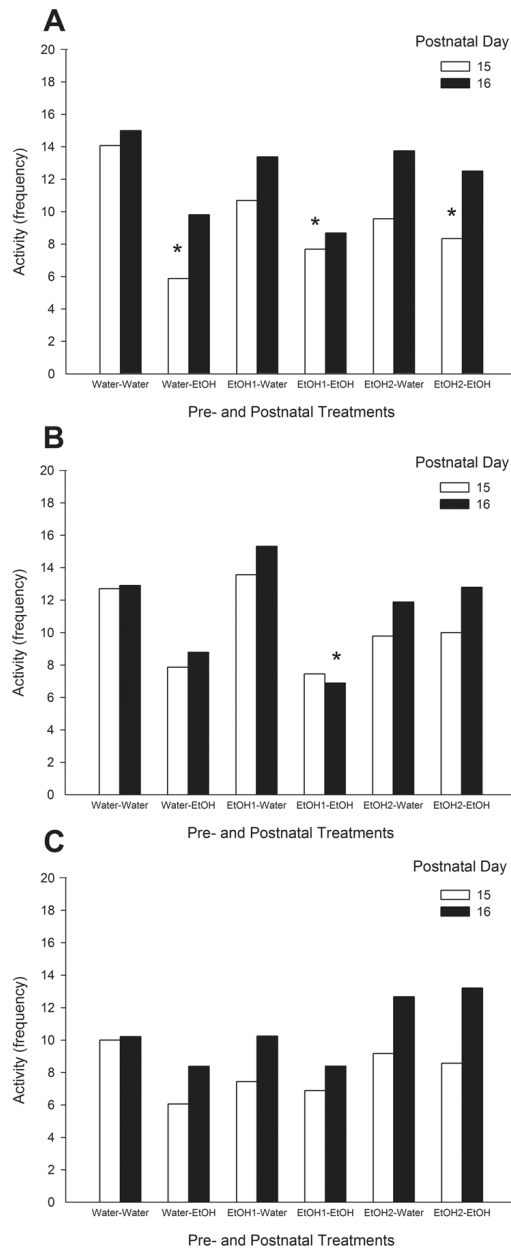 A
Postnatal Day
15
16
20
18
16
14
12
10
8
6
4
2
0
Activity (frequency)
*
*
*
Water-Water Water-EtOH EtOH1-Water EtOH1-EtOH EtOH2-Water EtOH2-EtOH
Pre- and Postnatal Treatments
B
Postnatal Day
15
16
20
18
16
14
12
10
8
6
4
2
0
Activity (frequency)
*
Water-Water Water-EtOH EtOH1-Water EtOH1-EtOH EtOH2-Water EtOH2-EtOH
Pre- and Postnatal Treatments
C
Postnatal Day
15
16
20
18
16
14
12
10
8
6
4
2
0
Activity (frequency)
Water-Water Water-EtOH EtOH1-Water EtOH1-EtOH EtOH2-Water EtOH2-EtOH
Pre- and Postnatal Treatments